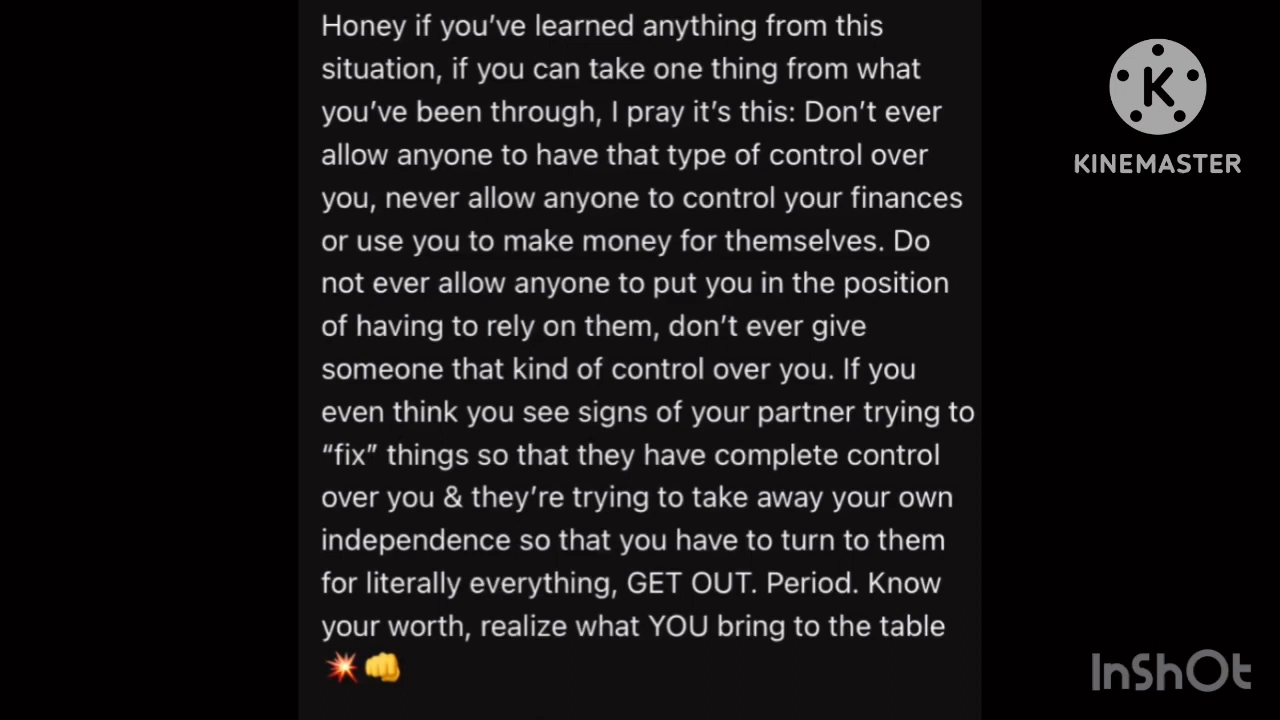 Honey if you’ve learned anything from this
situation, if you can take one thing from what
you’ve been through, I pray it’s this: Don’t ever
allow anyone to have that type of control over
you, never allow anyone to control your finances
or use you to make money for themselves. Do
not ever allow anyone to put you in the position
of having to rely on them, don’t ever give
someone that kind of control over you. If you
even think you see signs of your partner trying to
“fix” things so that they have complete control
over you & they’re trying to take away your own
independence so that you have to turn to them
for literally everything, GET OUT. Period. Know
your worth, realize what YOU bring to the table
💥👊
K
KINEMASTER
InShOt